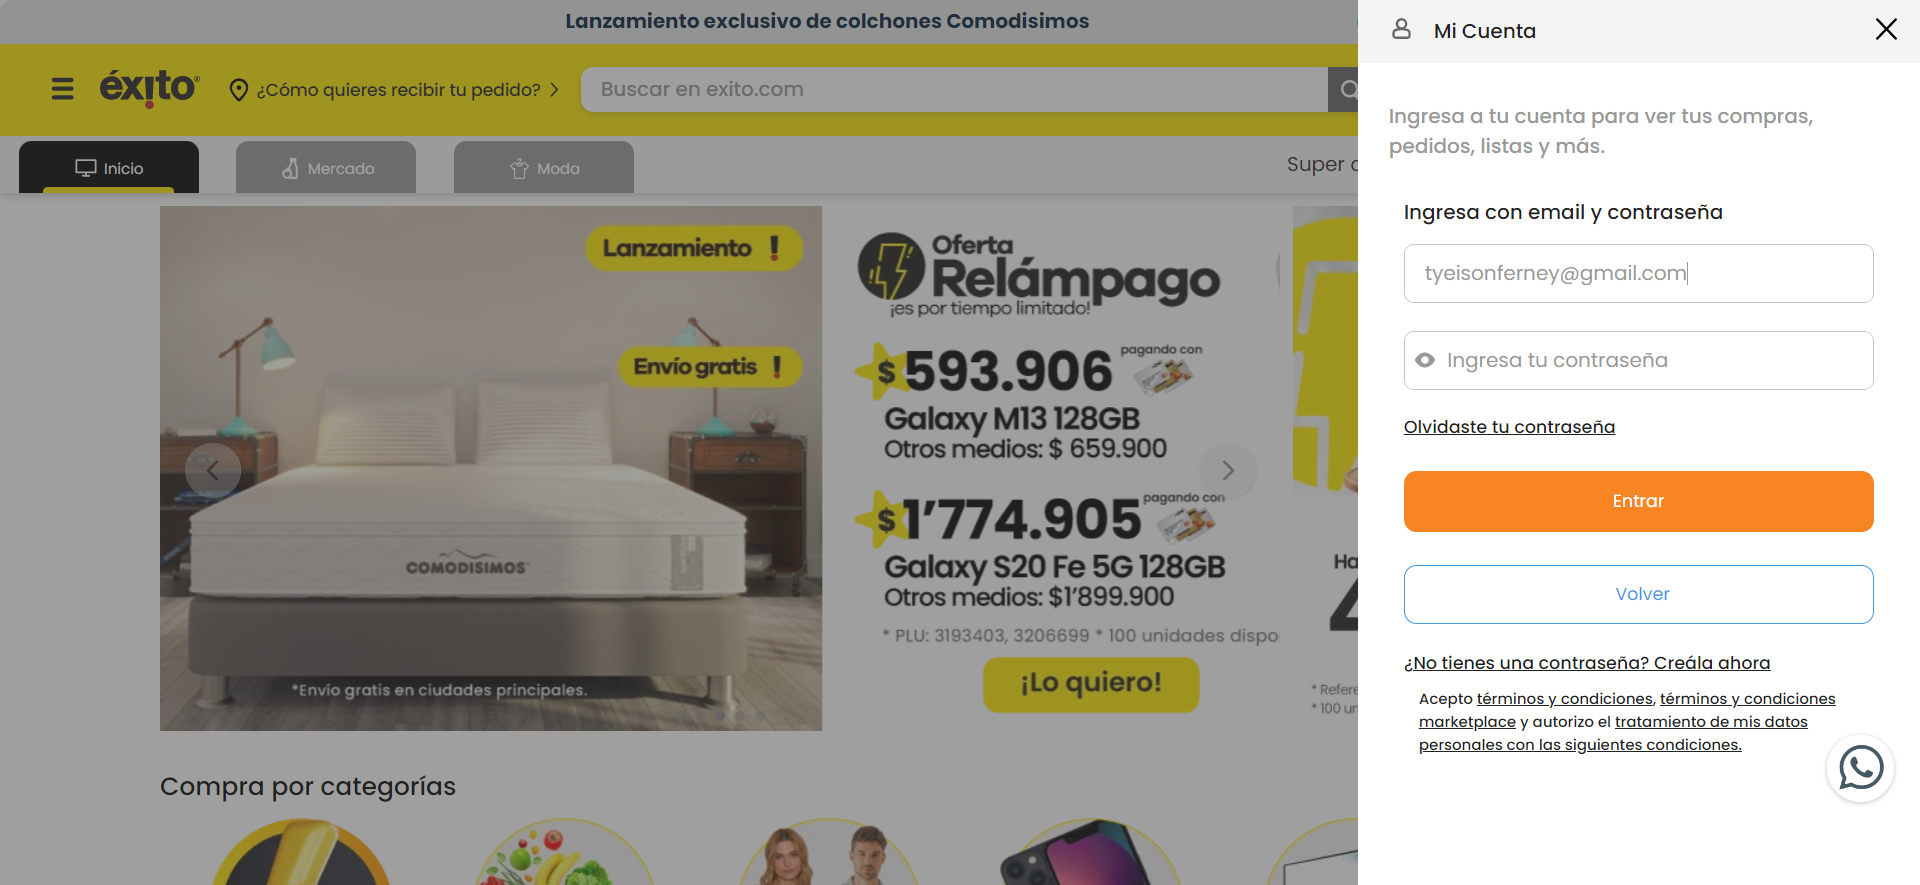 Lanzamiento exclusivo de colchones Comodisimos
éxito
¿Cómo quieres recibir tu pedido?
Buscar en exito.com
Inicio
Mercado
Moda
Super
Lanzamiento !
Envío gratis !
COMODISIMOS
*Envío gratis en ciudades principales.
Oferta
Relámpago
¡es por tiempo limitado!
$ 593.906 pagando con
Galaxy M13 128GB
Otros medios: $ 659.900
$ 1’774.905 pagando con
Galaxy S20 Fe 5G 128GB
Otros medios: $1’899.900
* PLU: 3193403, 3206699 * 100 unidades dispo
¡Lo quiero!
Ha
4
* Refere
* 100 un
Compra por categorías
Mi Cuenta
Ingresa a tu cuenta para ver tus compras,
pedidos, listas y más.
Ingresa con email y contraseña
tyeisonferney@gmail.com
Ingresa tu contraseña
Olvidaste tu contraseña
Entrar
Volver
¿No tienes una contraseña? Creála ahora
Acepto términos y condiciones, términos y condiciones
marketplace y autorizo el tratamiento de mis datos
personales con las siguientes condiciones.